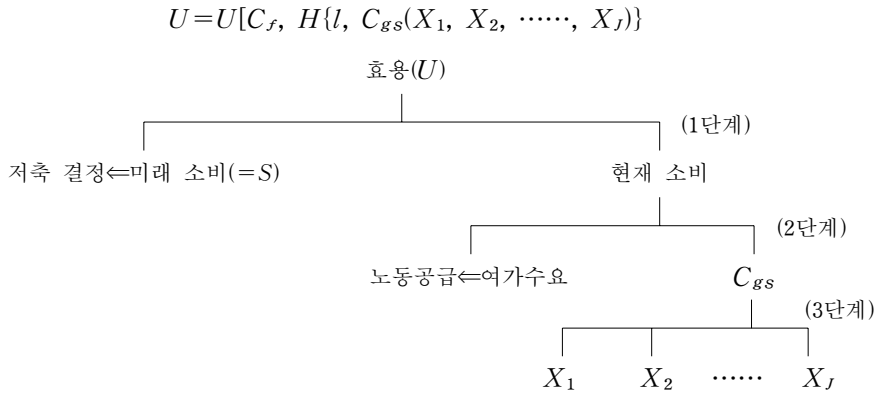 U=U[C_f, H{l, C_gs(X_1, X_2, ……, X_J)}
효용(U)
(1단계)
저축 결정⇐미래 소비(=S)
현재 소비
(2단계)
노동공급⇐여가수요
C_gs
(3단계)
X_1 X_2 …… X_J